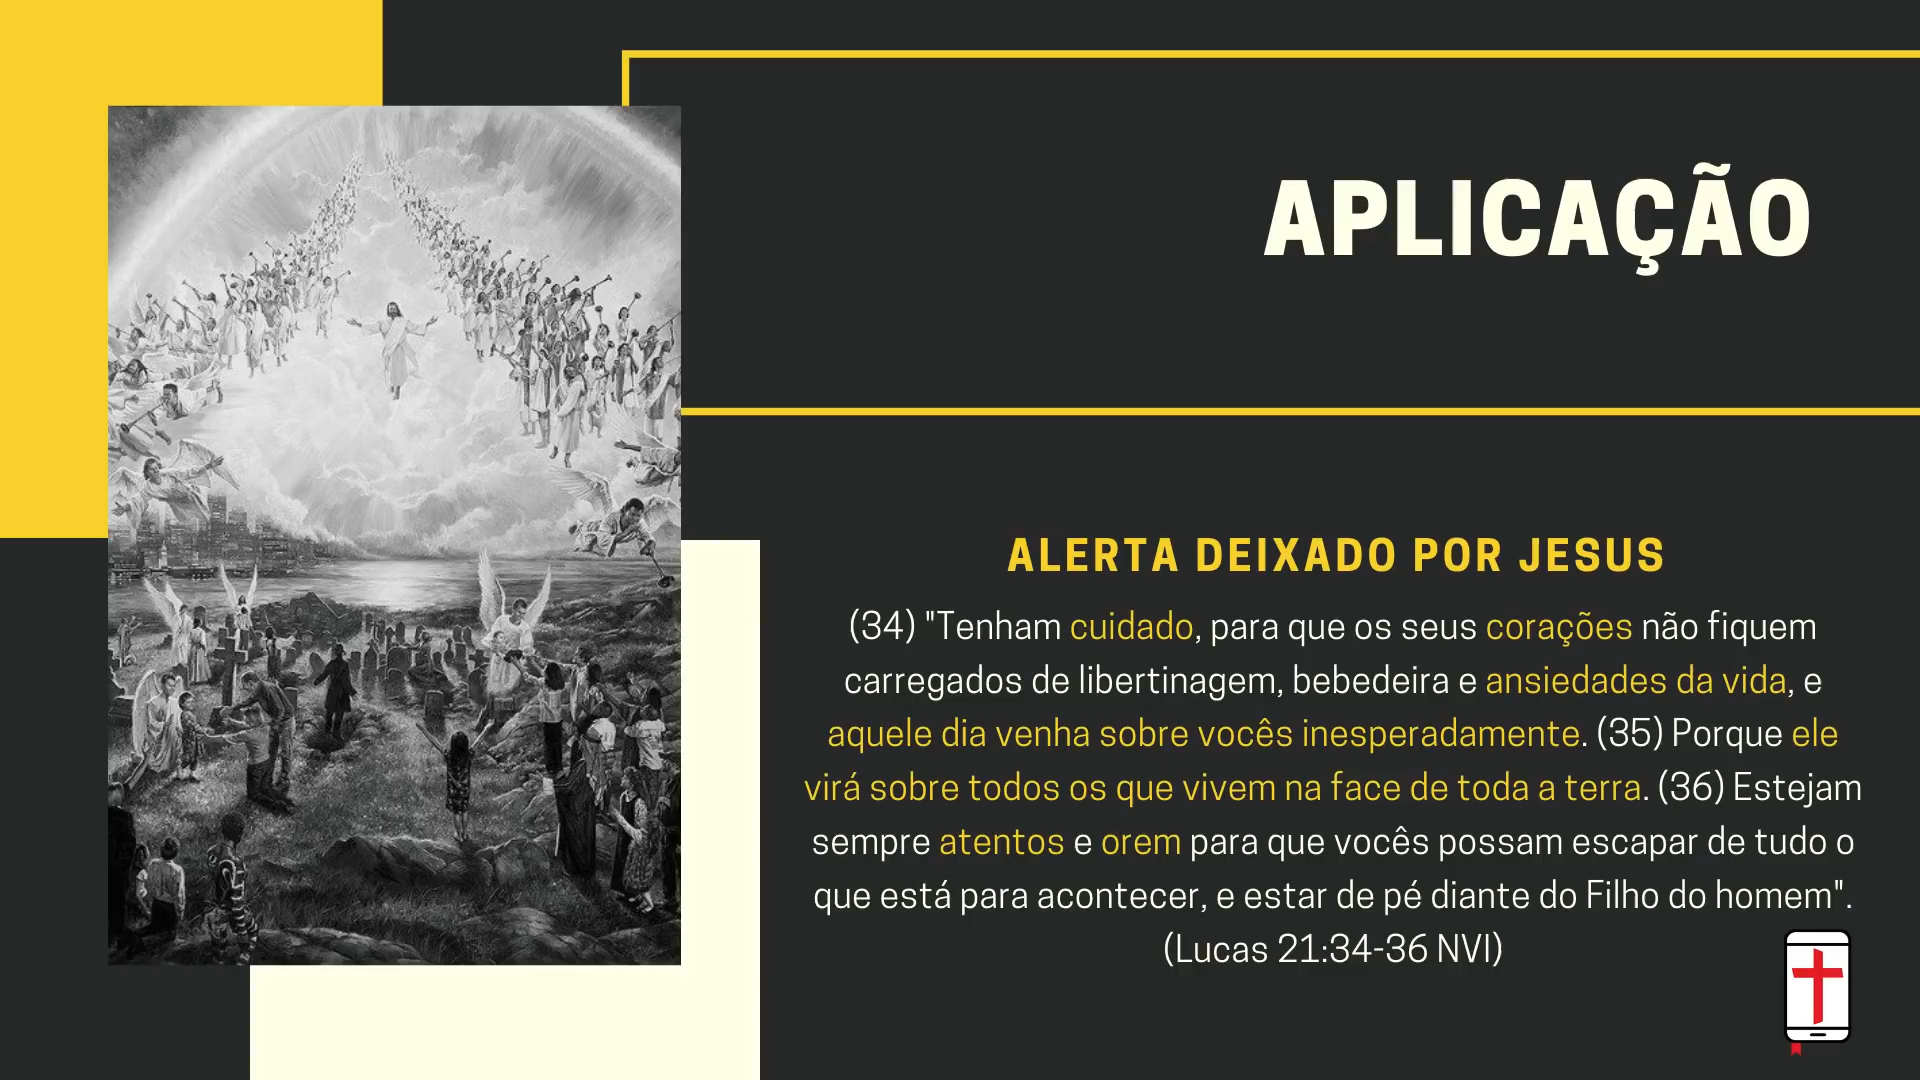 APLICAÇÃO
ALERTA DEIXADO POR JESUS
(34) "Tenham cuidado, para que os seus corações não fiquem
carregados de libertinagem, bebedeira e ansiedades da vida, e
aquele dia venha sobre vocês inesperadamente. (35) Porque ele
virá sobre todos os que vivem na face de toda a terra. (36) Estejam
sempre atentos e orem para que vocês possam escapar de tudo o
que está para acontecer, e estar de pé diante do Filho do homem".
(Lucas 21:34-36 NVI)